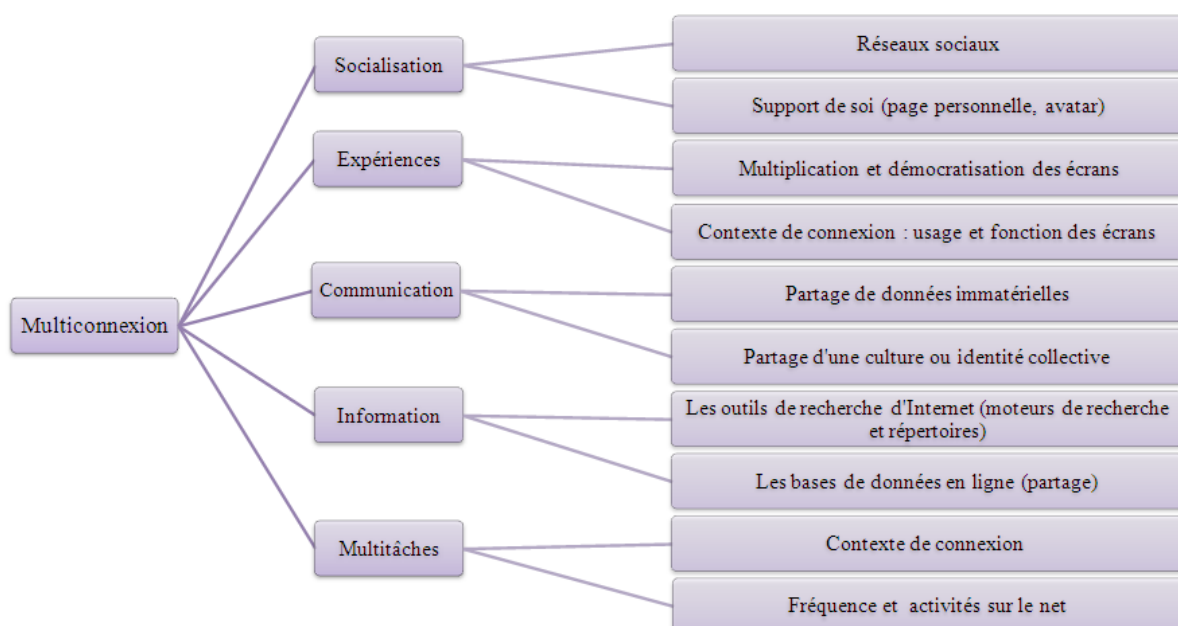 Multiconnexion
Socialisation
Réseaux sociaux
Support de soi (page personnelle, avatar)
Expériences
Multiplication et démocratisation des écrans
Contexte de connexion : usage et fonction des écrans
Communication
Partage de données immatérielles
Partage d'une culture ou identité collective
Information
Les outils de recherche d'Internet (moteurs de recherche
et répertoires)
Les bases de données en ligne (partage)
Multitâches
Contexte de connexion
Fréquence et activités sur le net